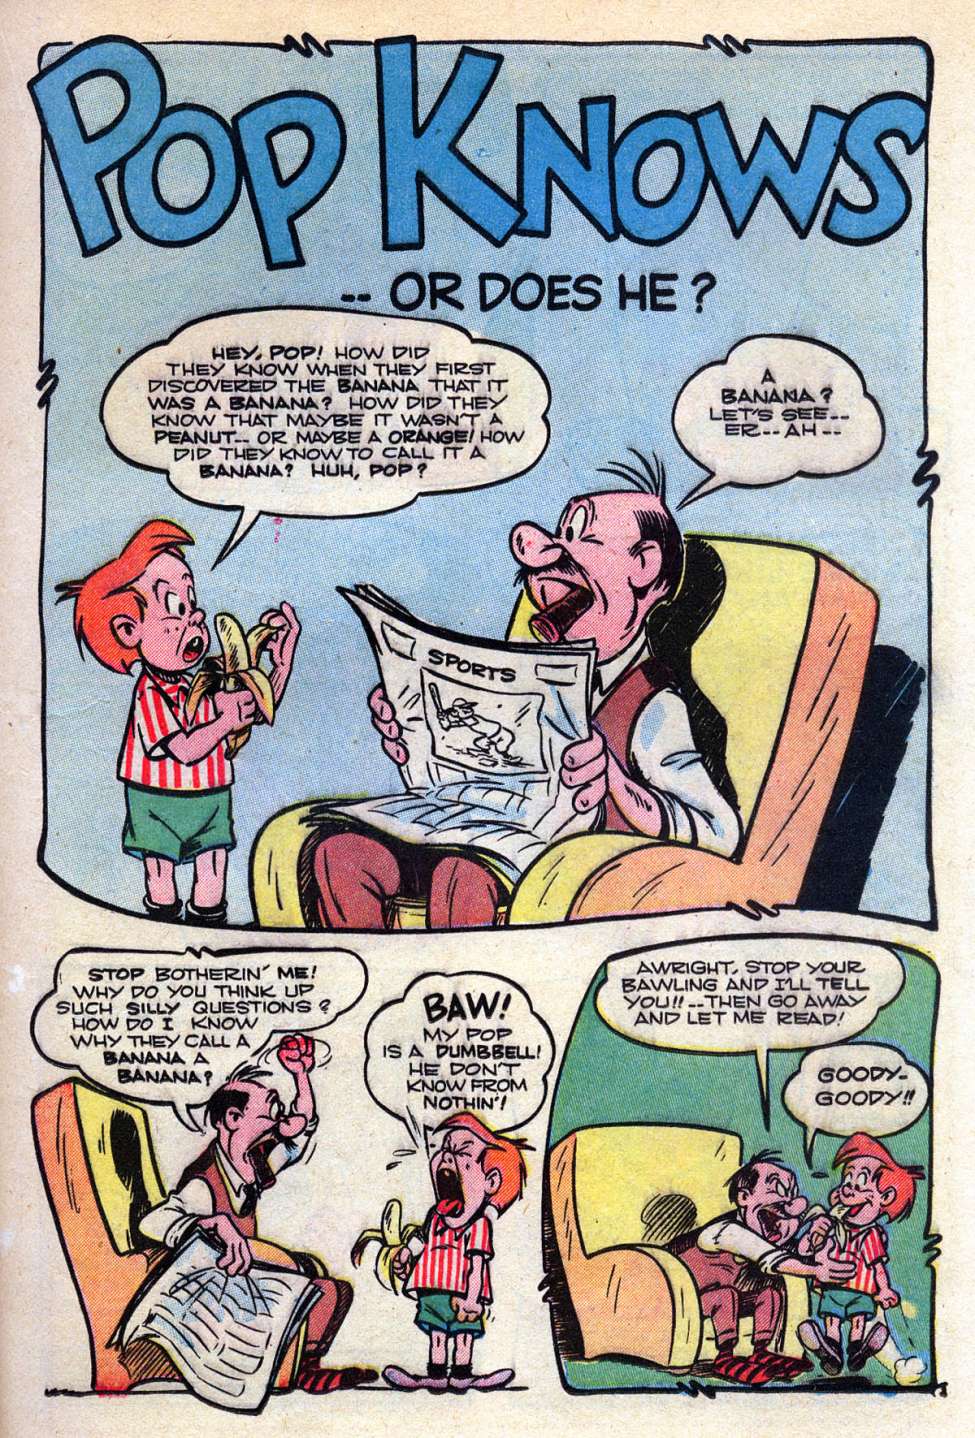 POP KNOWS
-- OR DOES HE?
HEY, POP! HOW DID
THEY KNOW WHEN THEY FIRST
DISCOVERED THE BANANA THAT IT
WAS A BANANA? HOW DID THEY
KNOW THAT MAYBE IT WASN'T A
PEANUT-- OR MAYBE A ORANGE! HOW
DID THEY KNOW TO CALL IT A
BANANA? HUH, POP?
A
BANANA?
LET'S SEE--
ER--AH--
SPORTS
STOP BOTHERIN' ME!
WHY DO YOU THINK UP
SUCH SILLY QUESTIONS?
HOW DO I KNOW
WHY THEY CALL A
BANANA A
BANANA?
BAW!
MY POP
IS A DUMBBELL!
HE DON'T
KNOW FROM
NOTHIN'!
AWRIGHT, STOP YOUR
BAWLING AND I'LL TELL
YOU!! --THEN GO AWAY
AND LET ME READ!
GOODY-
GOODY!!
1